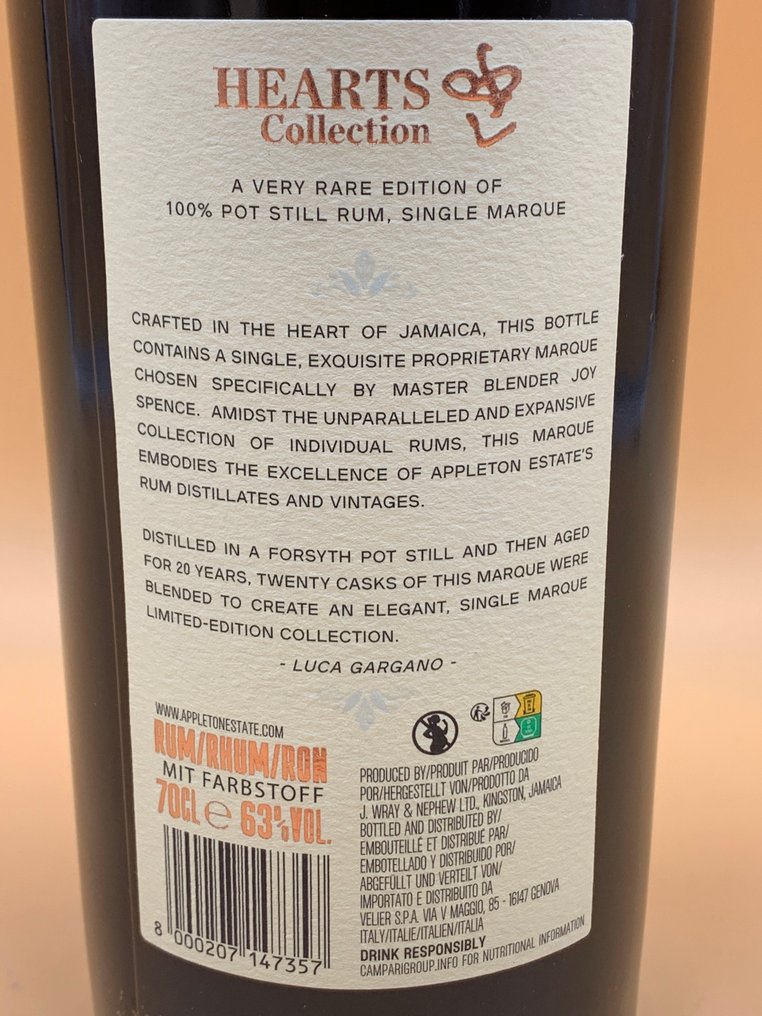 HEARTS
Collection
A VERY RARE EDITION OF
100% POT STILL RUM, SINGLE MARQUE
CRAFTED IN THE HEART OF JAMAICA, THIS BOTTLE
CONTAINS A SINGLE, EXQUISITE PROPRIETARY MARQUE
CHOSEN SPECIFICALLY BY MASTER BLENDER JOY
SPENCE. AMIDST THE UNPARALLELED AND EXPANSIVE
COLLECTION OF INDIVIDUAL RUMS, THIS MARQUE
EMBODIES THE EXCELLENCE OF APPLETON ESTATE'S
RUM DISTILLATES AND VINTAGES.
DISTILLED IN A FORSYTH POT STILL AND THEN AGED
FOR 20 YEARS, TWENTY CASKS OF THIS MARQUE WERE
BLENDED TO CREATE AN ELEGANT, SINGLE MARQUE
LIMITED-EDITION COLLECTION.
- LUCA GARGANO -
WWW.APPLETONESTATE.COM
RUM/RHUM/RON
MIT FARBSTOFF
70CL e 63%VOL.
8 000207 147357
PRODUCED BY/PRODUIT PAR/PRODUCIDO
POR/HERGESTELLT VON/PRODOTTO DA
J. WRAY & NEPHEW LTD., KINGSTON, JAMAICA
BOTTLED AND DISTRIBUTED BY/
EMBOUTEILLÉ ET DISTRIBUÉ PAR/
EMBOTELLADO Y DISTRIBUIDO POR/
ABGEFÜLLT UND VERTEILT VON/
IMPORTATO E DISTRIBUITO DA
VELIER S.P.A. VIA V MAGGIO, 85 - 16147 GENOVA
ITALY/ITALIE/ITALIEN/ITALIA
DRINK RESPONSIBLY
CAMPARIGROUP.INFO FOR NUTRITIONAL INFORMATION